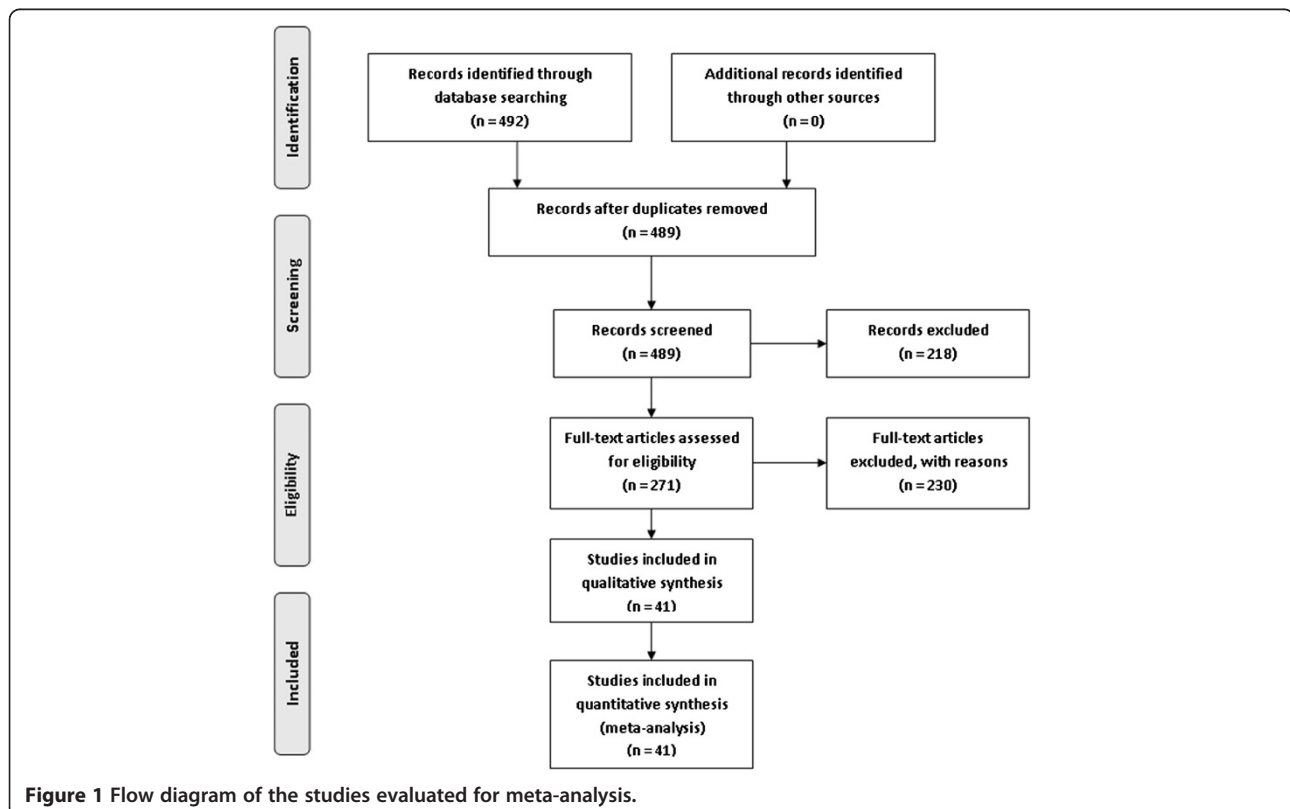 Identification
Records identified through
database searching
(n = 492)
Additional records identified
through other sources
(n = 0)
Screening
Records after duplicates removed
(n = 489)
Records screened
(n = 489)
Records excluded
(n = 218)
Eligibility
Full-text articles assessed
for eligibility
(n = 271)
Full-text articles
excluded, with reasons
(n = 230)
Studies included in
qualitative synthesis
(n = 41)
Included
Studies included in
quantitative synthesis
(meta-analysis)
(n = 41)
Figure 1 Flow diagram of the studies evaluated for meta-analysis.